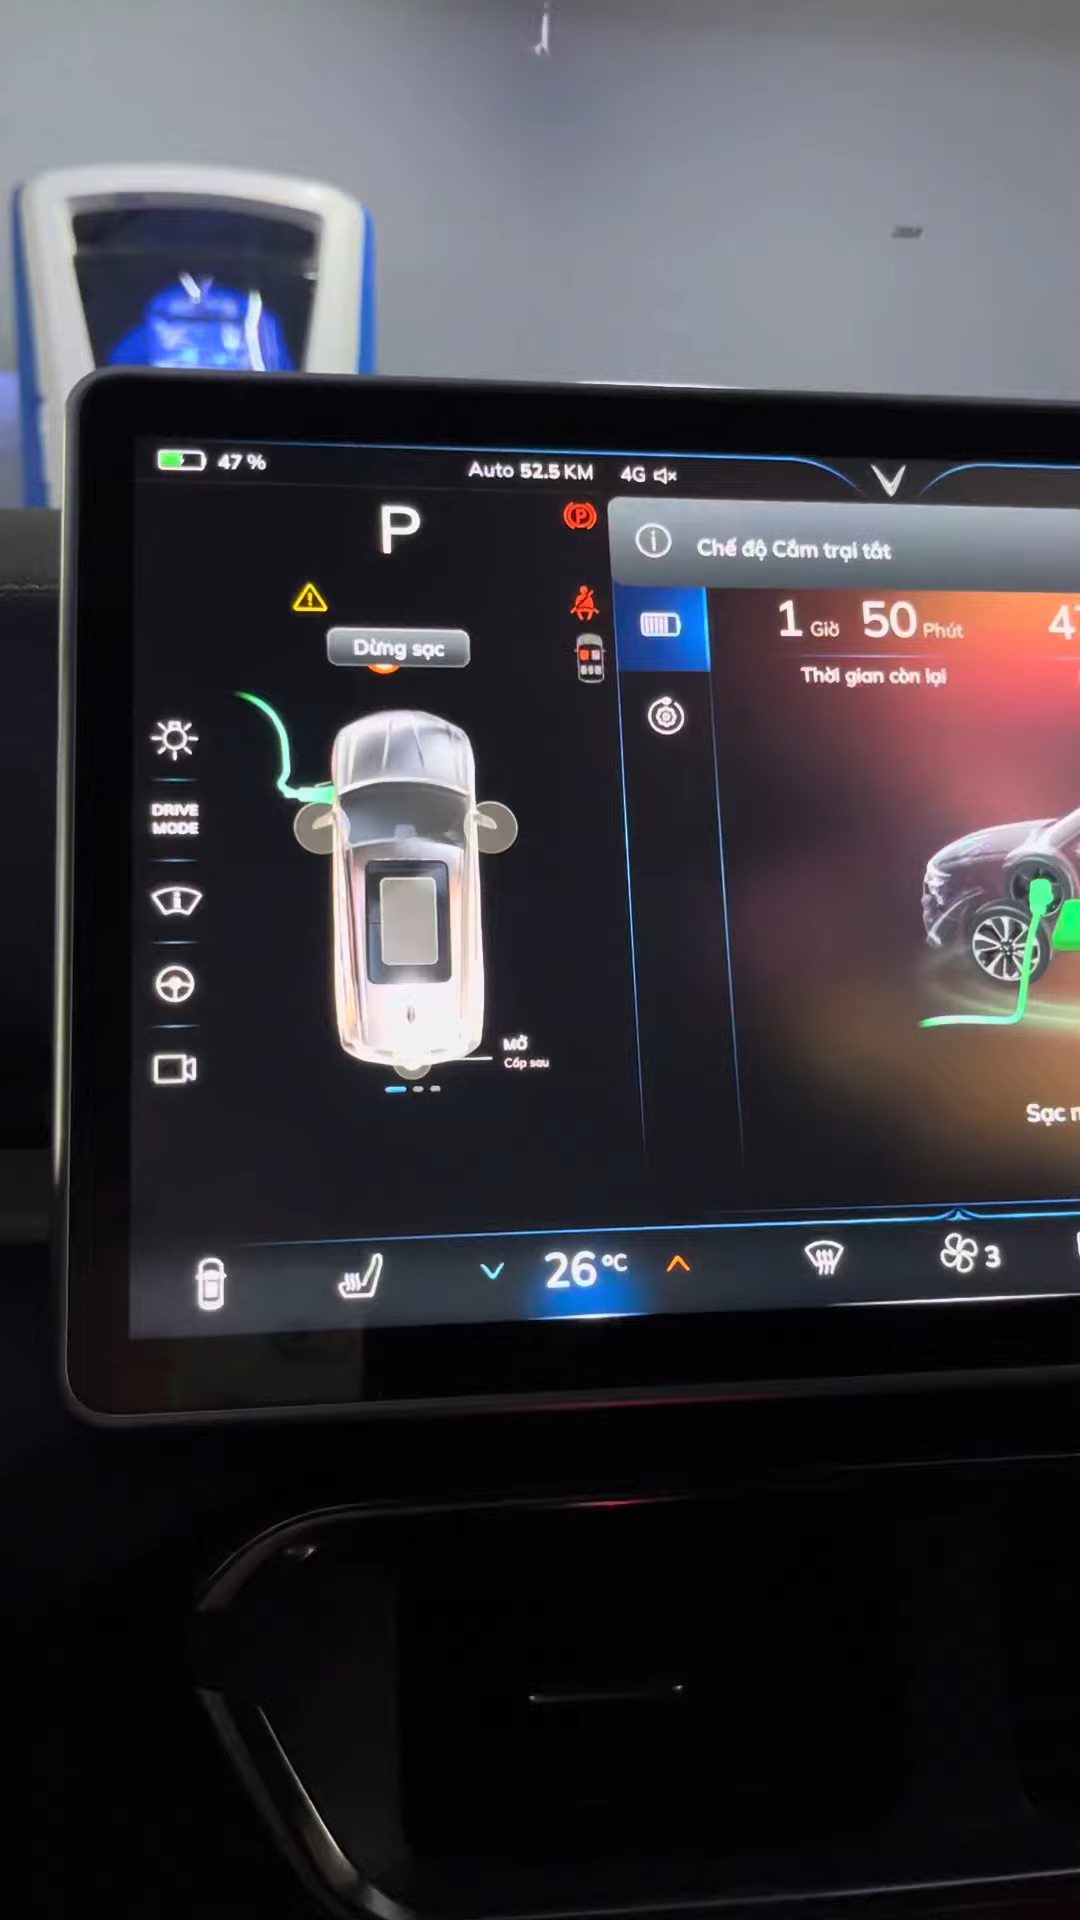 47 %
Auto 52.5 KM
4G
P
Chế độ Cắm trại tắt
Dừng sạc
1 Giờ 50 Phút
Thời gian còn lại
DRIVE
MODE
MỞ
Cốp sau
Sạc
26 °C
3